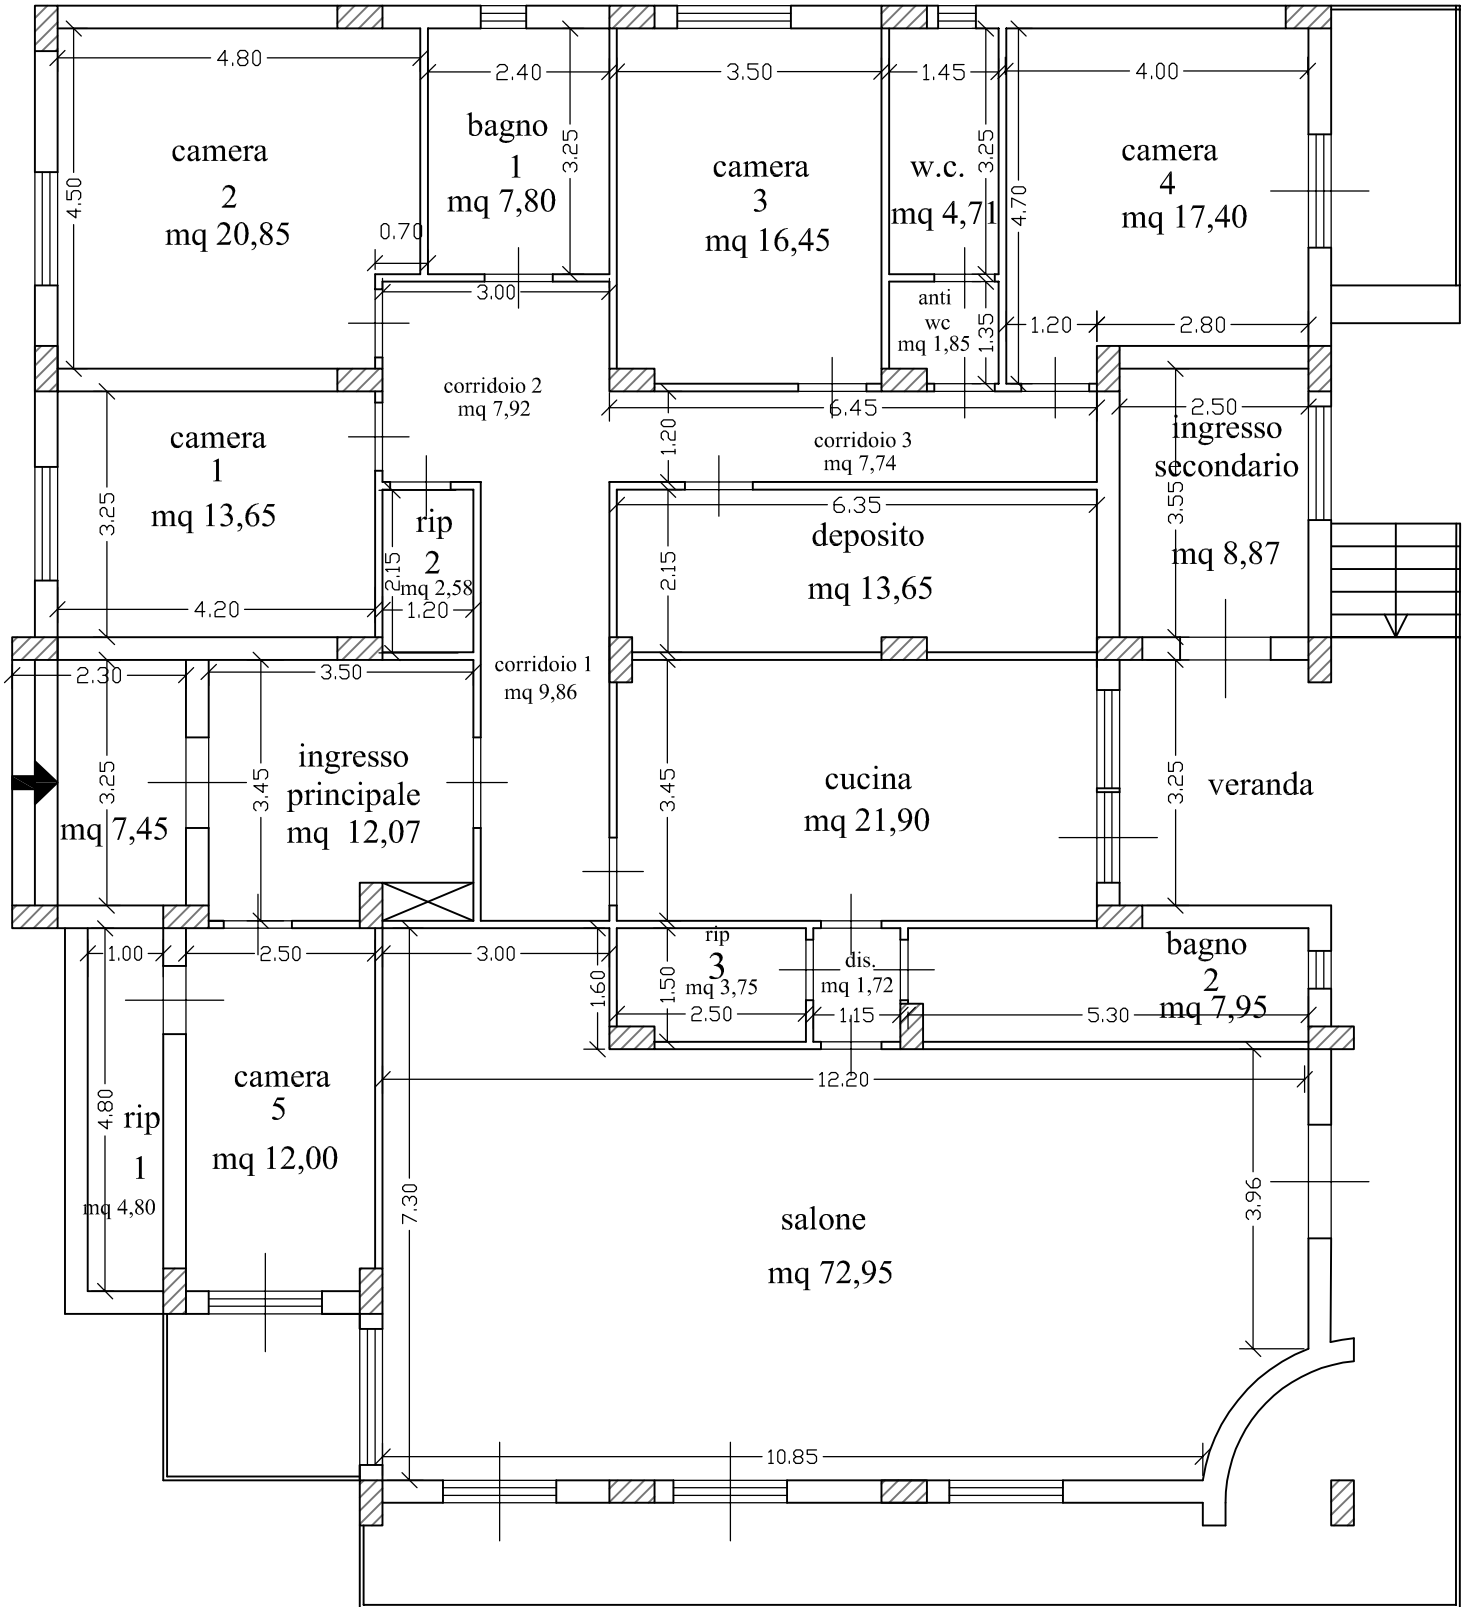 4.80
2.40
3.50
1.45
4.00
camera
2
mq 20,85
4.50
0.70
bagno
1
mq 7,80
3.25
camera
3
mq 16,45
w.c.
mq 4,71
3.25
4.70
camera
4
mq 17,40
3.00
anti
wc
mq 1,85
1.35
1.20
2.80
corridoio 2
mq 7,92
6.45
1.20
corridoio 3
mq 7,74
2.50
ingresso
secondario
mq 8,87
3.55
camera
1
mq 13,65
3.25
4.20
rip
2
mq 2,58
2.15
1.20
6.35
deposito
mq 13,65
2.15
2.30
3.50
corridoio 1
mq 9,86
3.25
mq 7,45
3.45
ingresso
principale
mq 12,07
3.45
cucina
mq 21,90
3.25
veranda
1.00
2.50
3.00
1.60
rip
3
mq 3,75
1.50
2.50
dis.
mq 1,72
1.15
bagno
2
mq 7,95
5.30
12.20
4.80
rip
1
mq 4,80
camera
5
mq 12,00
7.30
salone
mq 72,95
3.96
10.85